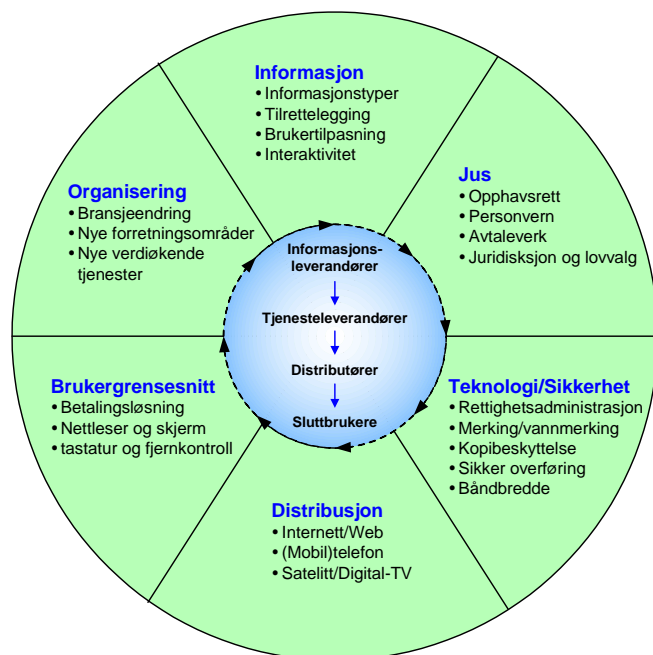 Informasjon
• Informasjonstyper
• Tilrettelegging
• Brukertilpasning
• Interaktivitet
Jus
• Opphavsrett
• Personvern
• Avtaleverk
• Juridisksjon og lovvalg
Organisering
• Bransjeendring
• Nye forretningsområder
• Nye verdiøkende
tjenester
Informasjons-
leverandører
Tjenesteleverandører
Distributører
Sluttbrukere
Brukergrensesnitt
• Betalingsløsning
• Nettleser og skjerm
• tastatur og fjernkontroll
Teknologi/Sikkerhet
• Rettighetsadministrasjon
• Merking/vannmerking
• Kopibeskyttelse
• Sikker overføring
• Båndbredde
Distribusjon
• Internett/Web
• (Mobil)telefon
• Satelitt/Digital-TV